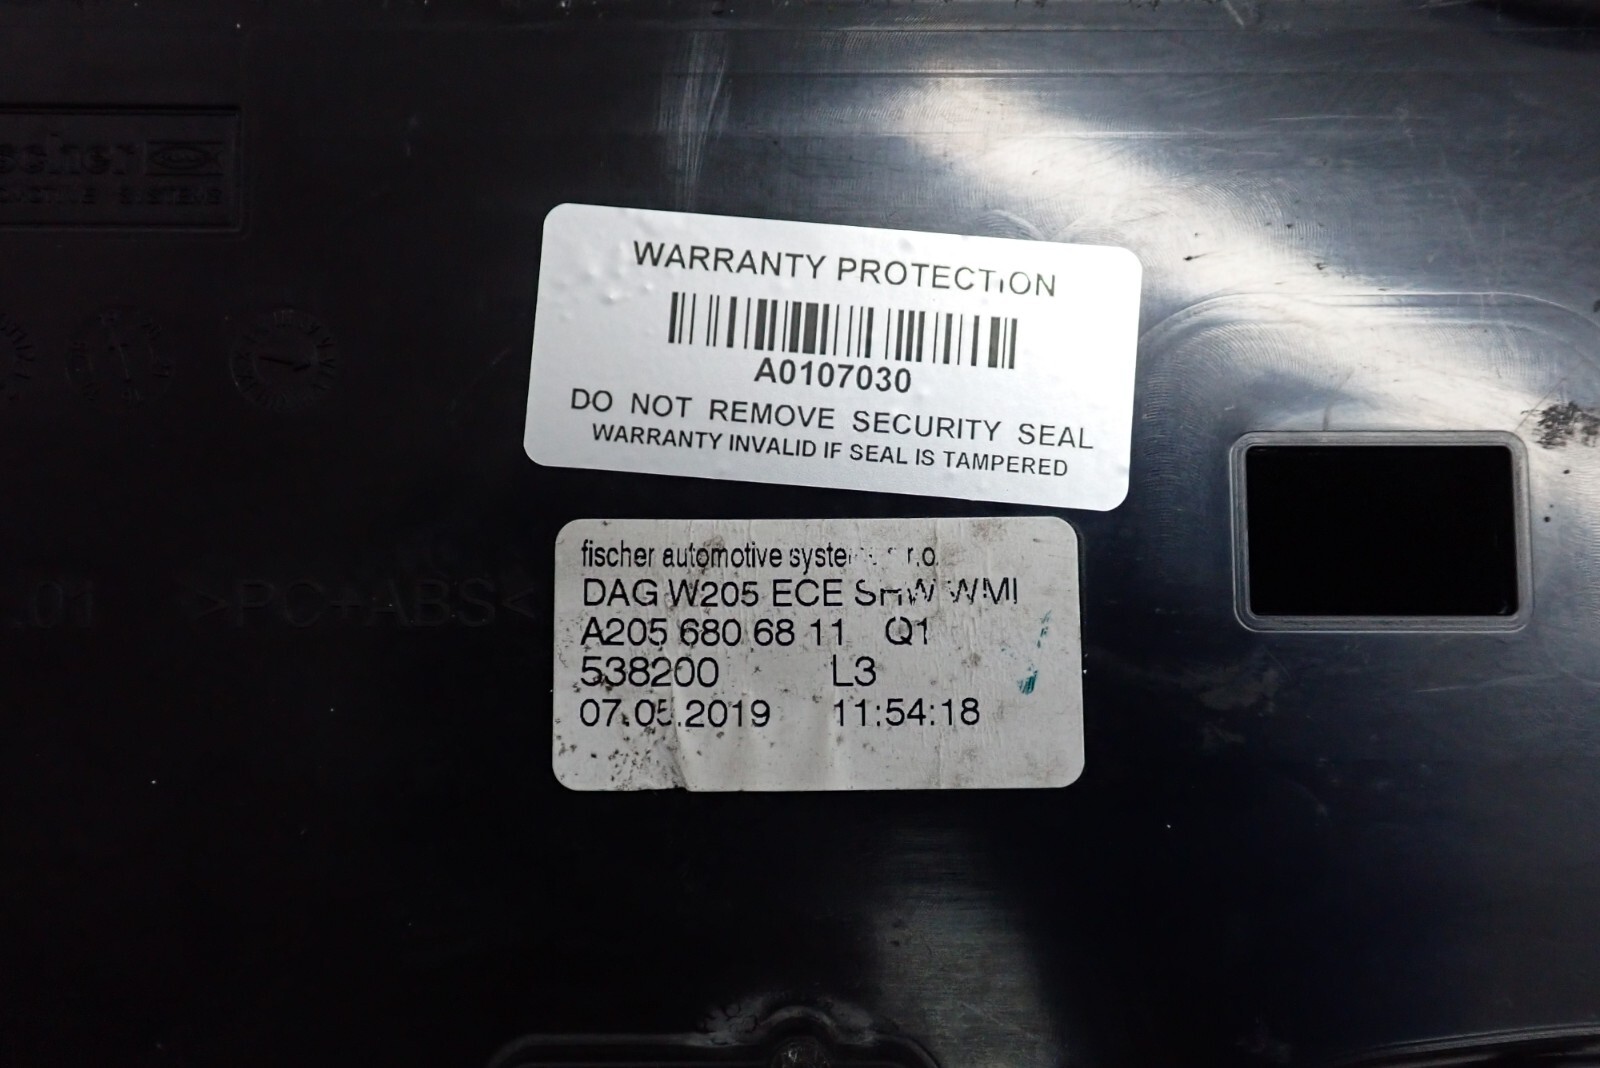 WARRANTY PROTECTION
A0107030
DO NOT REMOVE SECURITY SEAL
WARRANTY INVALID IF SEAL IS TAMPERED
fischer automotive r.o.
DAG W205 ECE SHW WMI
A205 680 68 11 Q1
538200 L3
07.05.2019 11:54:18
>PC+ABS<